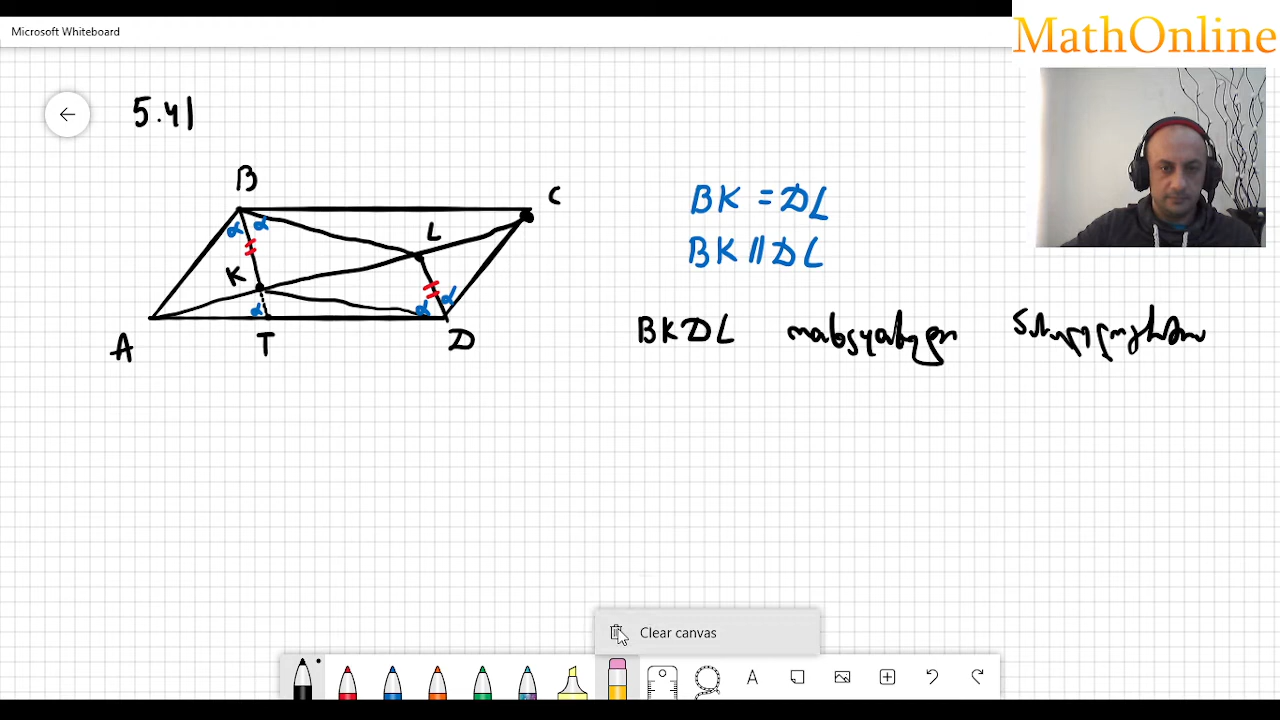 Microsoft Whiteboard
MathOnline
5.41
B
C
α α
L
K
α
α α
A
T
D
BK = DL
BK || DL
BKDL
Clear canvas
A